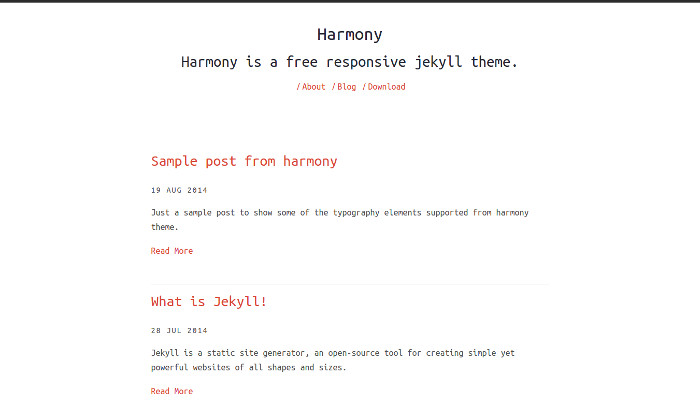 Harmony
Harmony is a free responsive jekyll theme.
/About /Blog /Download
Sample post from harmony
19 AUG 2014
Just a sample post to show some of the typography elements supported from harmony
theme.
Read More
What is Jekyll!
28 JUL 2014
Jekyll is a static site generator, an open-source tool for creating simple yet
powerful websites of all shapes and sizes.
Read More